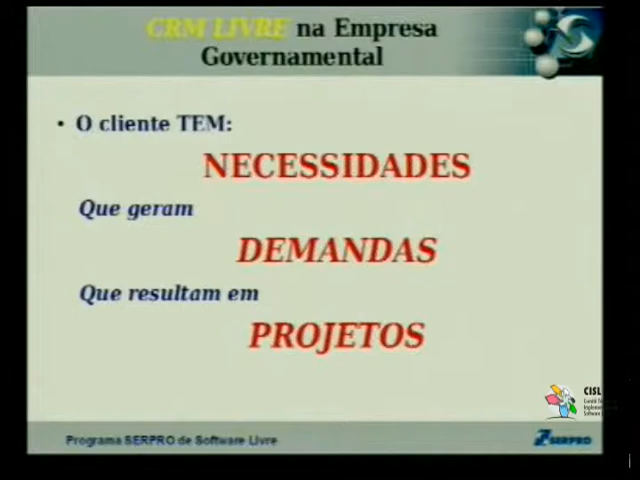 CRM LIVRE na Empresa
Governamental
• O cliente TEM:
NECESSIDADES
Que geram
DEMANDAS
Que resultam em
PROJETOS
CISL
Programa SERPRO de Software Livre
SERPRO